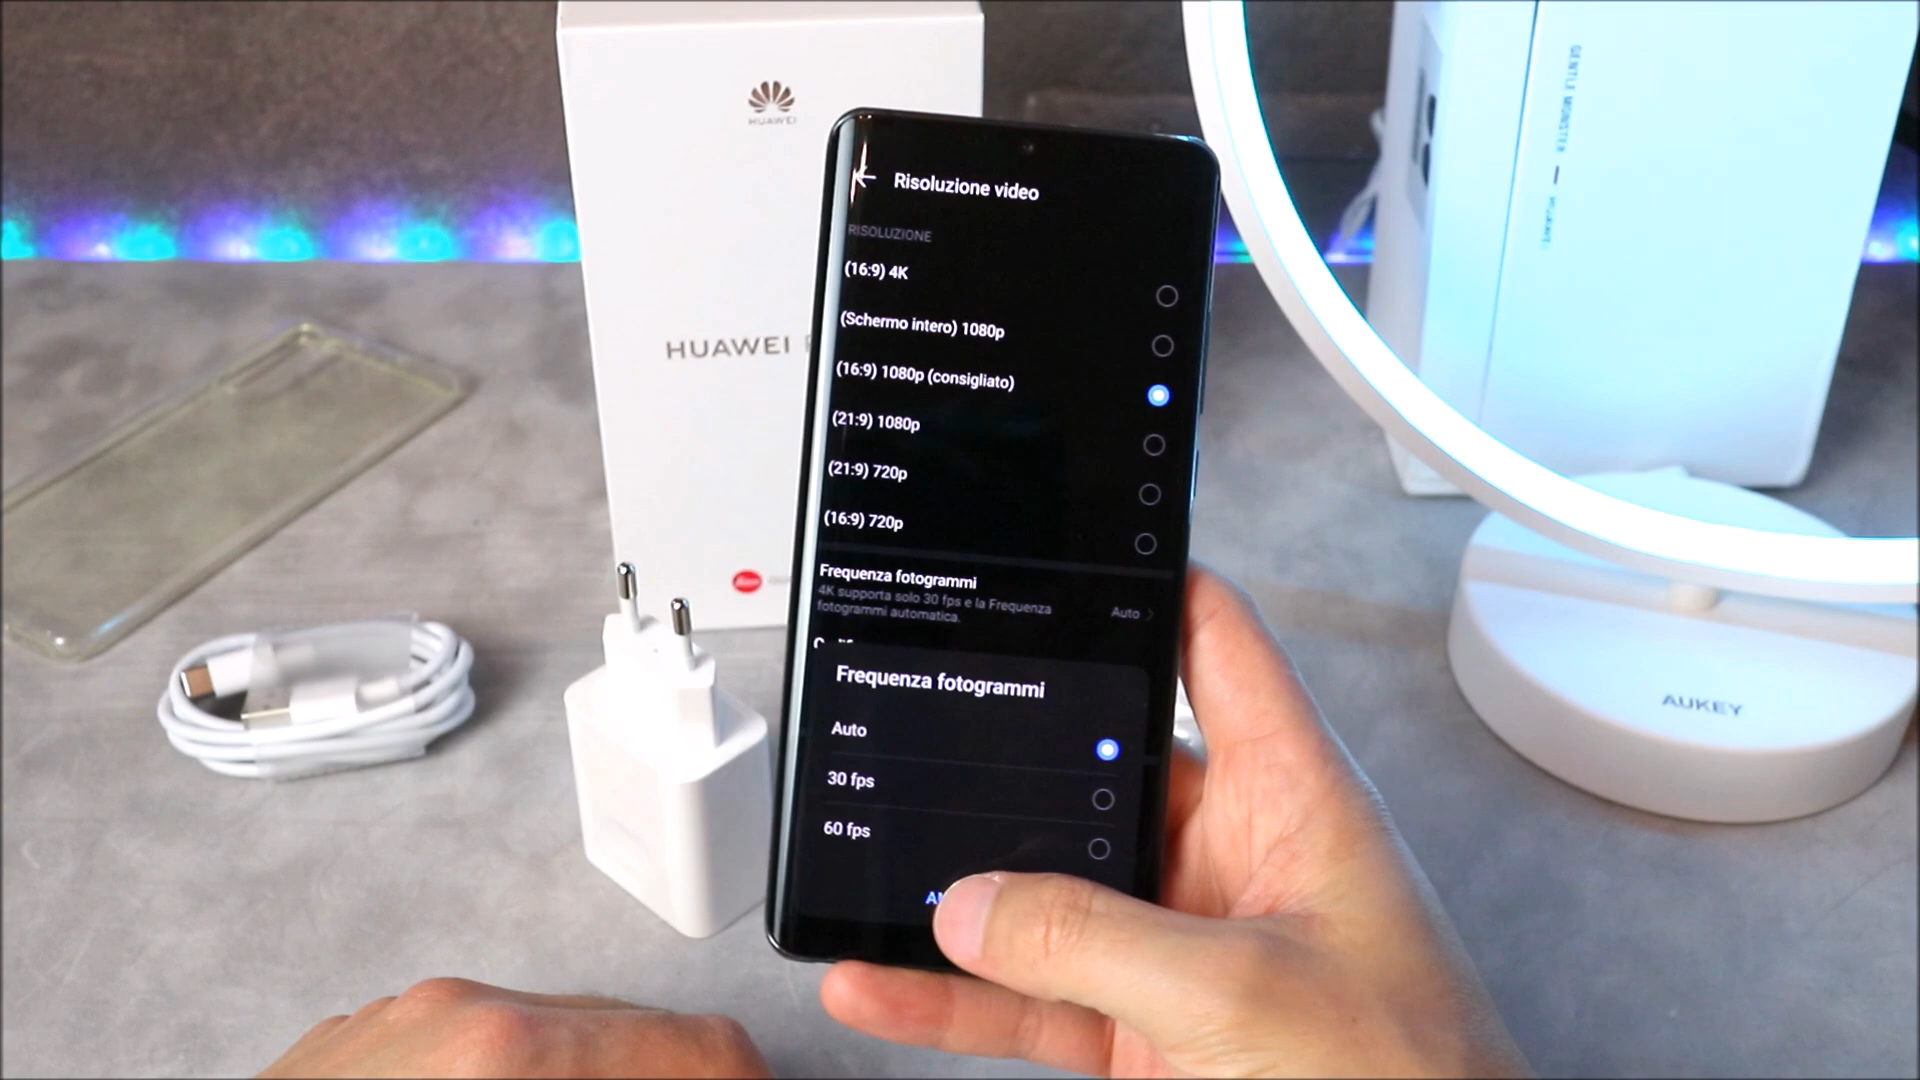 HUAWEI
HUAWEI
GENTLE MONSTER
Risoluzione video
RISOLUZIONE
(16:9) 4K
(Schermo intero) 1080p
(16:9) 1080p (consigliato)
(21:9) 1080p
(21:9) 720p
(16:9) 720p
Frequenza fotogrammi
4K supporta solo 30 fps e la Frequenza
fotogrammi automatica.
Auto
Frequenza fotogrammi
Auto
30 fps
60 fps
AUKEY